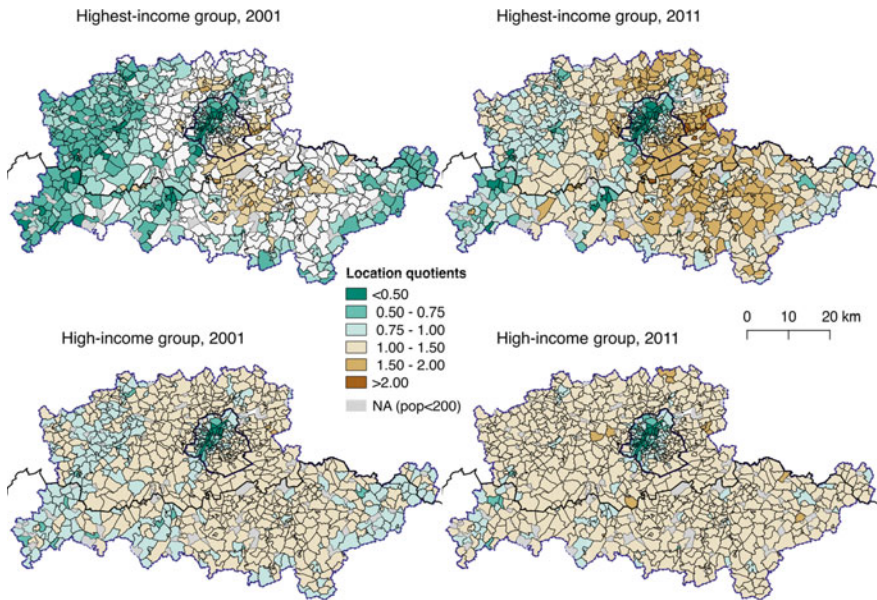 Highest-income group, 2001
Highest-income group, 2011
Location quotients
<0.50
0.50 - 0.75
0.75 - 1.00
1.00 - 1.50
1.50 - 2.00
>2.00
NA (pop<200)
0 10 20 km
High-income group, 2001
High-income group, 2011